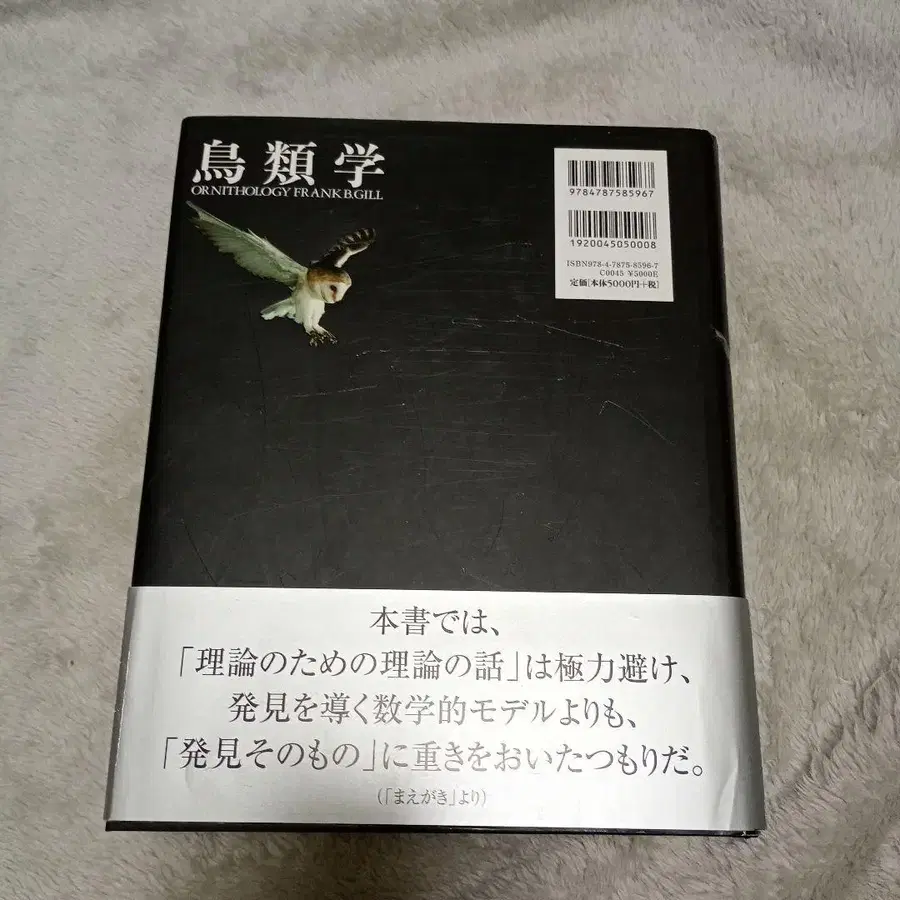 鳥類学
ORNITHOLOGY FRANK B.GILL
9784787585967
1920045050008
ISBN978-4-7875-8596-7
C0045 ¥5000E
定価[本体5000円+税]
本書では、
「理論のための理論の話」は極力避け、
発見を導く数学的モデルよりも、
「発見そのもの」に重きをおいたつもりだ。
(「まえがき」より)